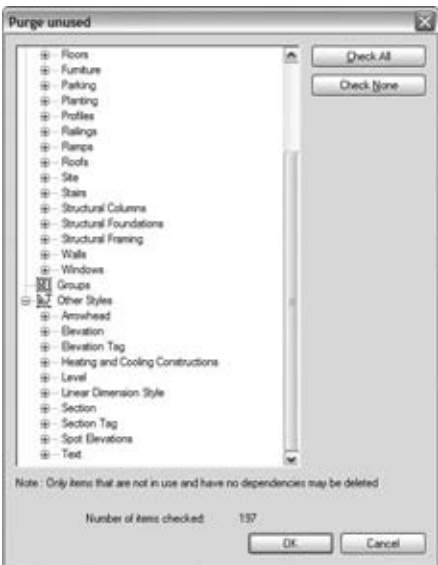 Purge unused
Floors
Furniture
Parking
Planting
Profiles
Railings
Ramps
Roofs
Site
Stairs
Structural Columns
Structural Foundations
Structural Framing
Walls
Windows
Groups
Other Styles
Arrowhead
Elevation
Elevation Tag
Heating and Cooling Constructions
Level
Linear Dimension Style
Section
Section Tag
Spot Elevations
Text
Check All
Check None
Note : Only items that are not in use and have no dependencies may be deleted
Number of items checked: 197
OK Cancel